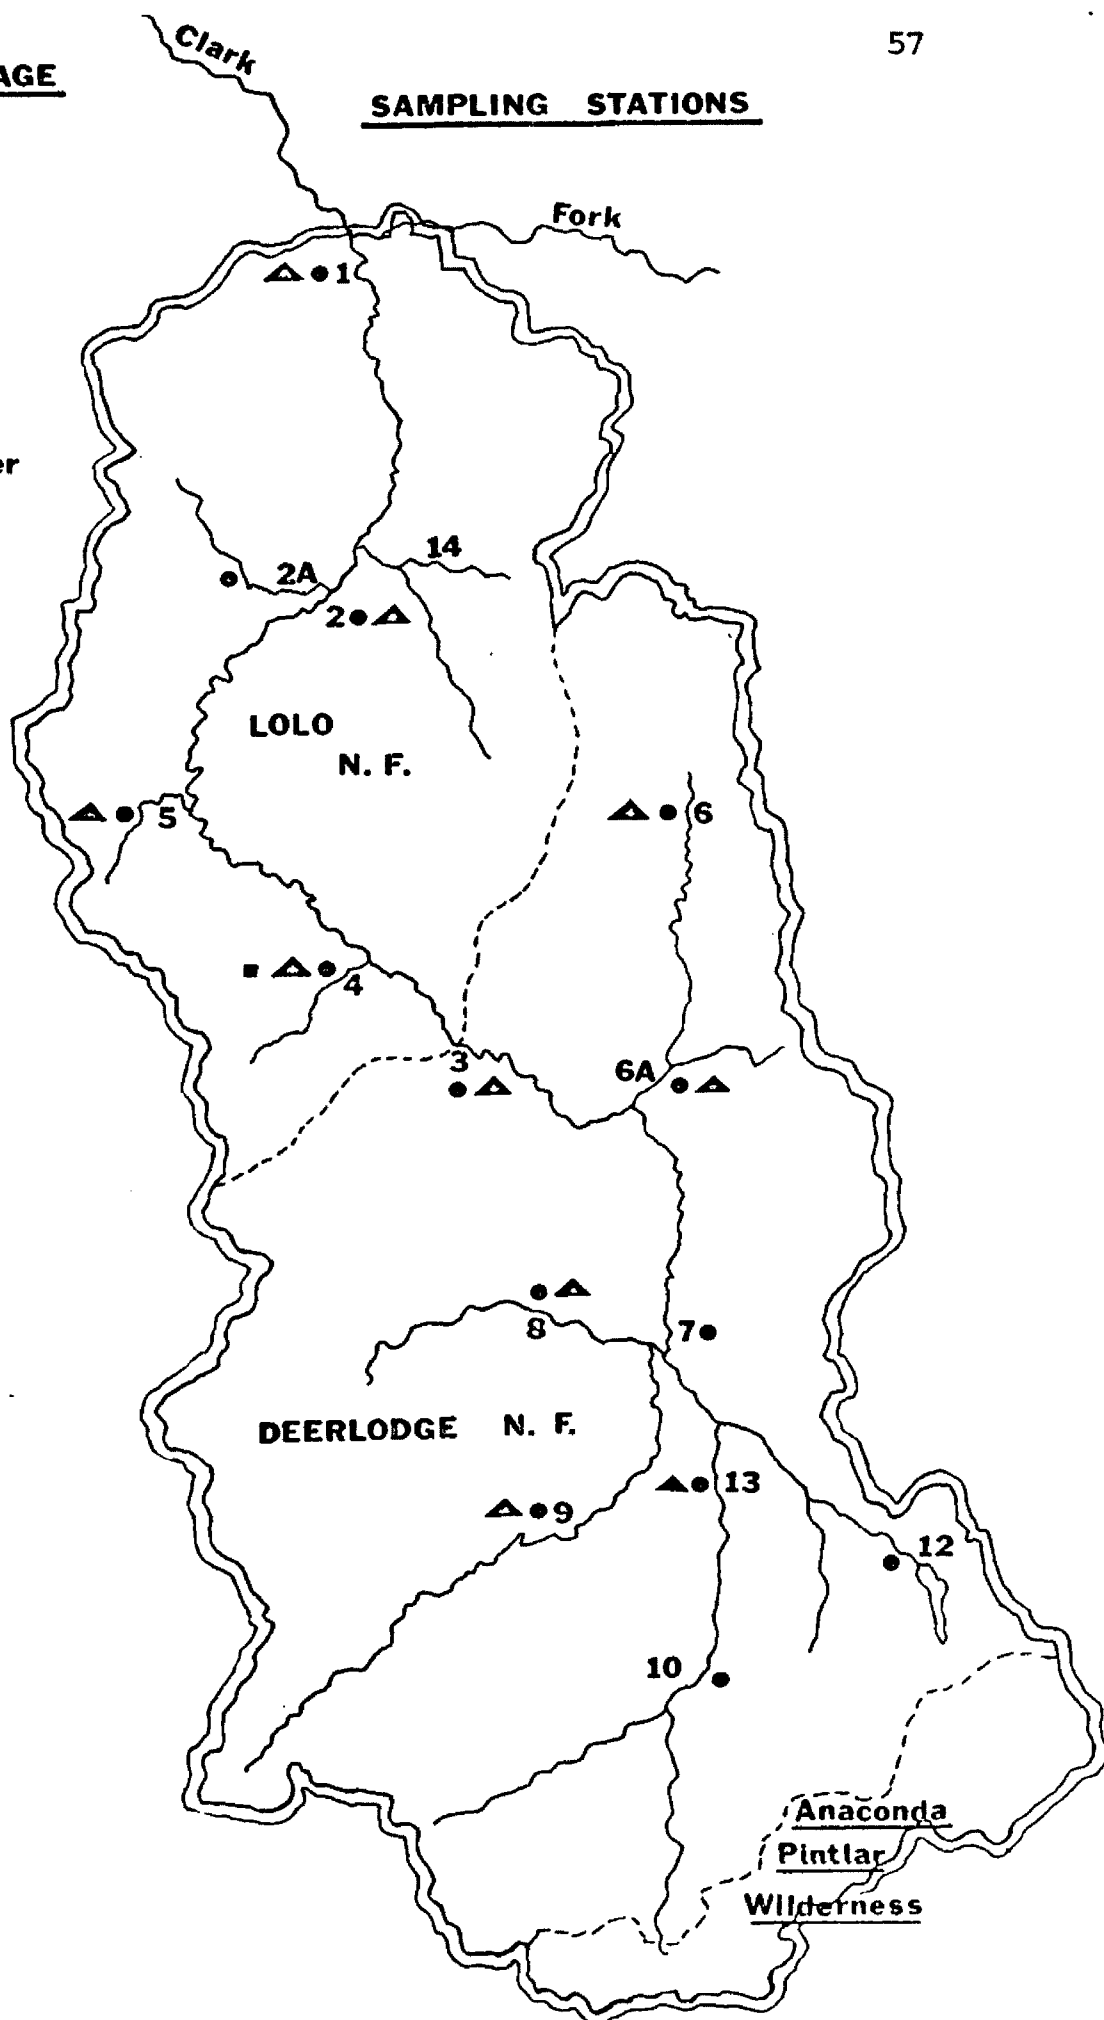 57
AGE
SAMPLING STATIONS
Clark
Fork
1
er
14
2A
2
LOLO
N. F.
5
6
4
3
6A
8
7
DEERLODGE N. F.
13
9
12
10
Anaconda
Pintlar
Wilderness